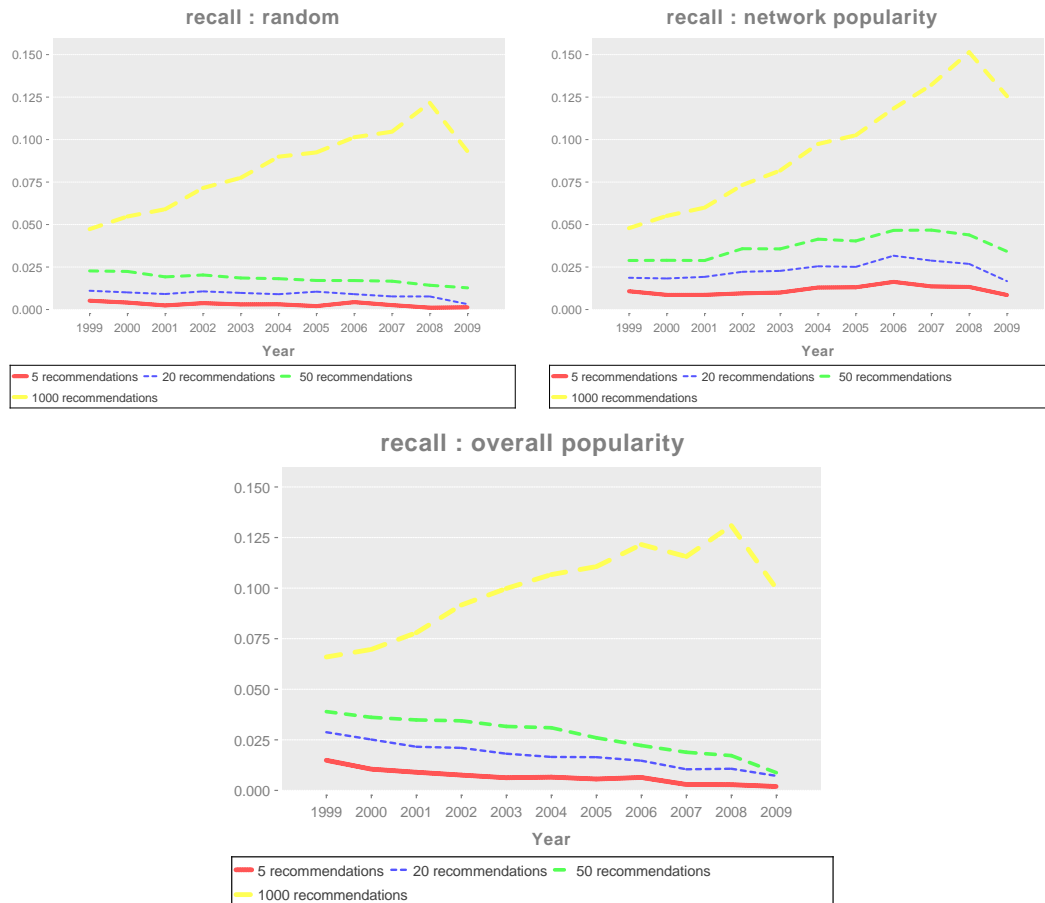 recall : random
0.150
0.125
0.100
0.075
0.050
0.025
0.000
1999 2000 2001 2002 2003 2004 2005 2006 2007 2008 2009
Year
5 recommendations 20 recommendations 50 recommendations
1000 recommendations
recall : network popularity
0.150
0.125
0.100
0.075
0.050
0.025
0.000
1999 2000 2001 2002 2003 2004 2005 2006 2007 2008 2009
Year
5 recommendations 20 recommendations 50 recommendations
1000 recommendations
recall : overall popularity
0.150
0.125
0.100
0.075
0.050
0.025
0.000
1999 2000 2001 2002 2003 2004 2005 2006 2007 2008 2009
Year
5 recommendations 20 recommendations 50 recommendations
1000 recommendations